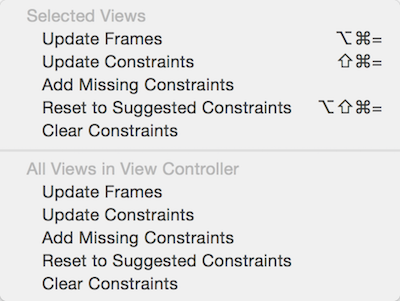 Selected Views
Update Frames ⌥⌘=
Update Constraints ⇧⌘=
Add Missing Constraints
Reset to Suggested Constraints ⌥⇧⌘=
Clear Constraints
All Views in View Controller
Update Frames
Update Constraints
Add Missing Constraints
Reset to Suggested Constraints
Clear Constraints